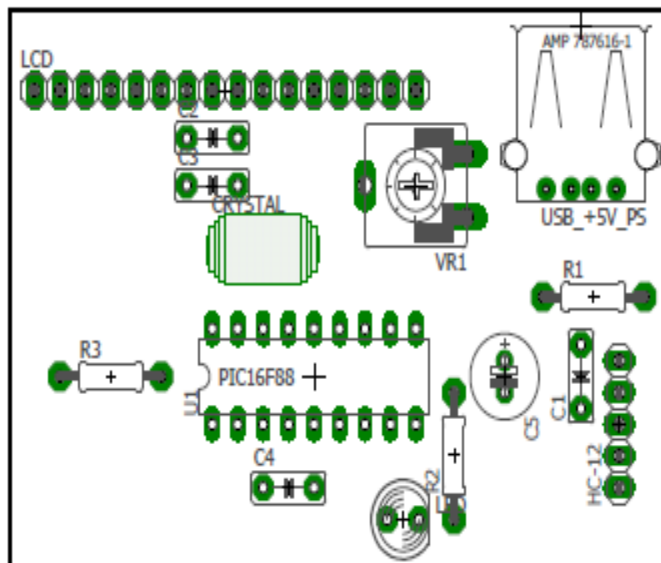 AMP 787616-1
LCD
C2
C3
CRYSTAL
USB_+5V_PS
VR1
R1
R3
PIC16F88
U1
C1
C5
C4
R2
HC-12